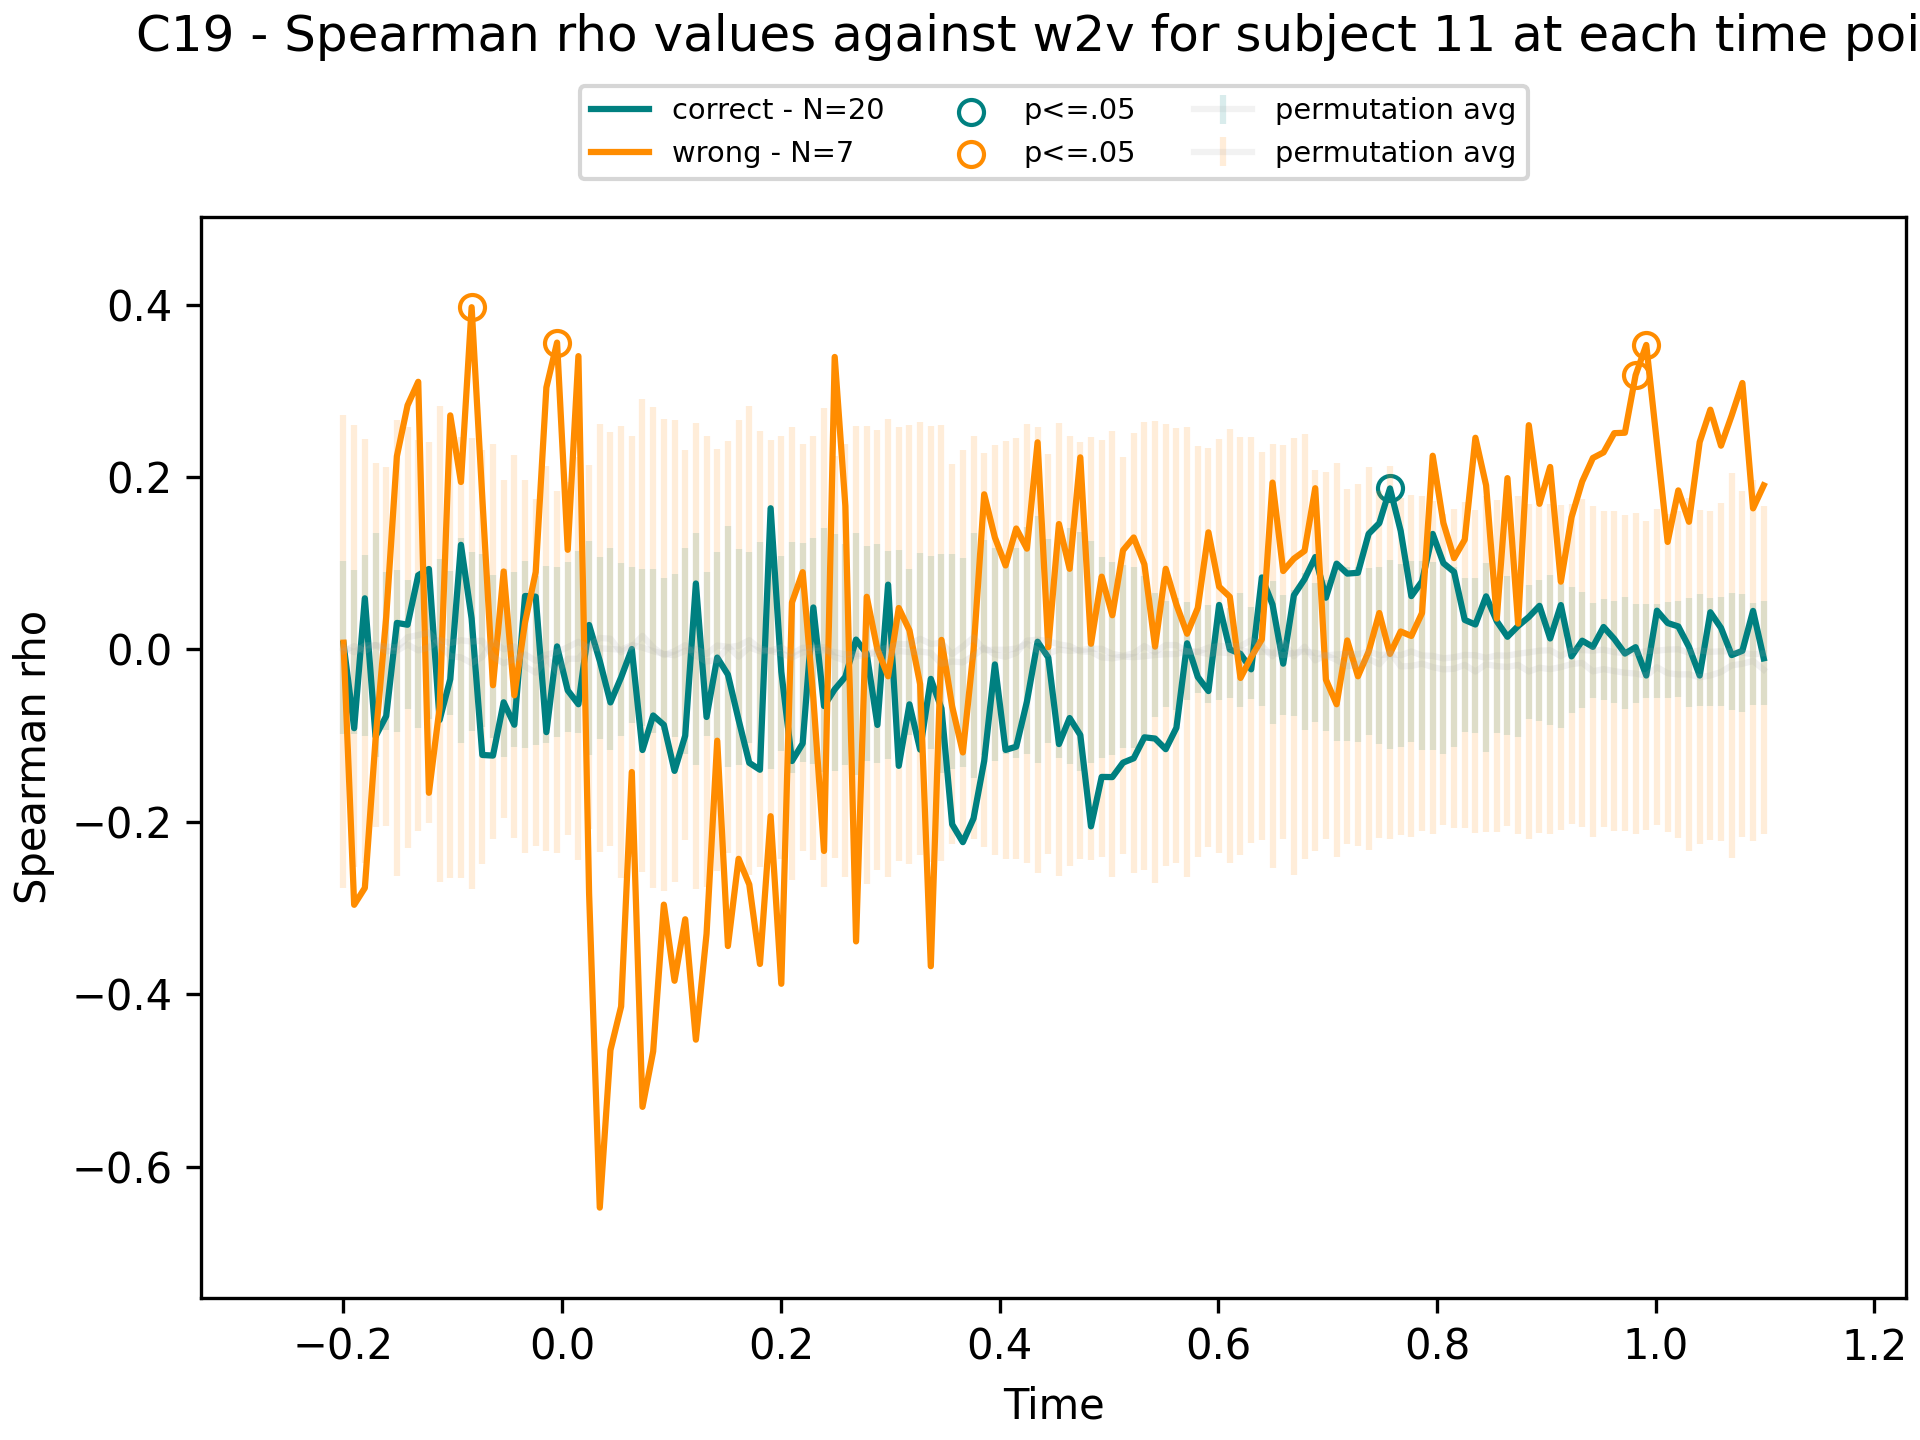 C19 - Spearman rho values against w2v for subject 11 at each time poi
correct - N=20
wrong - N=7
p<=.05
p<=.05
permutation avg
permutation avg
Spearman rho
0.4
0.2
0.0
−0.2
−0.4
−0.6
−0.2 0.0 0.2 0.4 0.6 0.8 1.0 1.2
Time